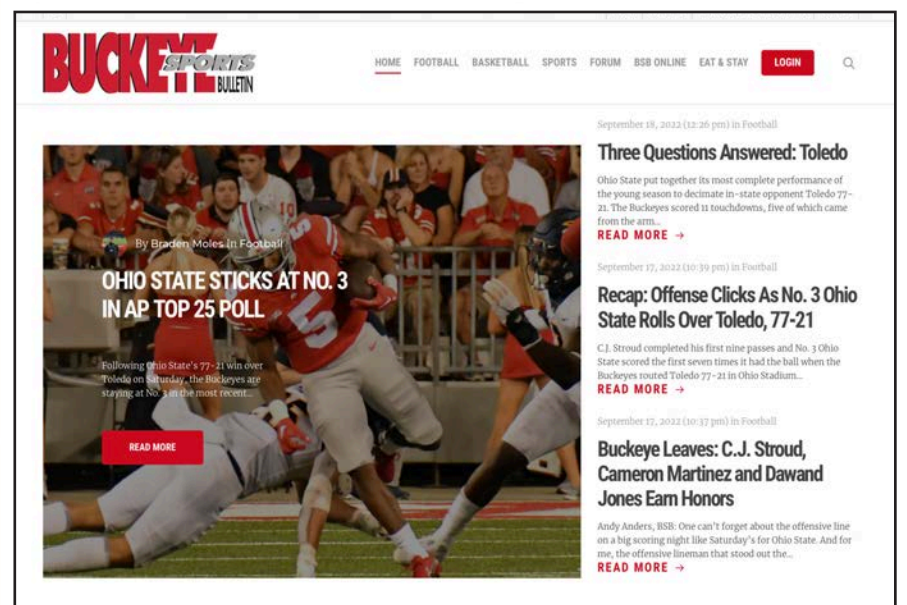 BUCKEYE
SPORTS
BULLETIN
HOME FOOTBALL BASKETBALL SPORTS FORUM BSB ONLINE EAT & STAY LOGIN
By Braden Moles in Football
OHIO STATE STICKS AT NO. 3
IN AP TOP 25 POLL
Following Ohio State's 77-21 win over
Toledo on Saturday, the Buckeyes are
staying at No. 3 in the most recent...
READ MORE
5
5
19
September 18, 2022 (12:26 pm) in Football
Three Questions Answered: Toledo
Ohio State put together its most complete performance of
the young season to decimate in-state opponent Toledo 77-
21. The Buckeyes scored 11 touchdowns, five of which came
from the arm...
READ MORE →
September 17, 2022 (10:39 pm) in Football
Recap: Offense Clicks As No. 3 Ohio
State Rolls Over Toledo, 77-21
C.J. Stroud completed his first nine passes and No. 3 Ohio
State scored the first seven times it had the ball when the
Buckeyes routed Toledo 77-21 in Ohio Stadium...
READ MORE →
September 17, 2022 (10:37 pm) in Football
Buckeye Leaves: C.J. Stroud,
Cameron Martinez and Dawand
Jones Earn Honors
Andy Anders, BSB: One can't forget about the offensive line
on a big scoring night like Saturday's for Ohio State. And for
me, the offensive lineman that stood out the...
READ MORE →